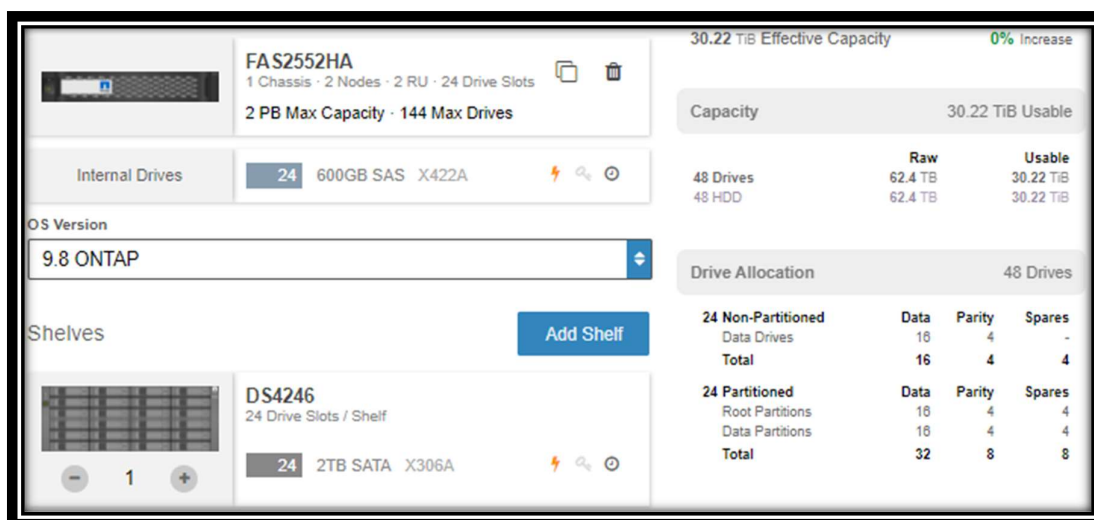 FAS2552HA
1 Chassis · 2 Nodes · 2 RU · 24 Drive Slots
2 PB Max Capacity · 144 Max Drives
Internal Drives
24 600GB SAS X422A
OS Version
9.8 ONTAP
Shelves
Add Shelf
DS4246
24 Drive Slots / Shelf
1
24 2TB SATA X306A
30.22 TiB Effective Capacity 0% Increase
Capacity 30.22 TiB Usable
Raw Usable
48 Drives 62.4 TB 30.22 TiB
48 HDD 62.4 TB 30.22 TiB
Drive Allocation 48 Drives
24 Non-Partitioned Data Parity Spares
Data Drives 16 4 -
Total 16 4 4
24 Partitioned Data Parity Spares
Root Partitions 16 4 4
Data Partitions 16 4 4
Total 32 8 8